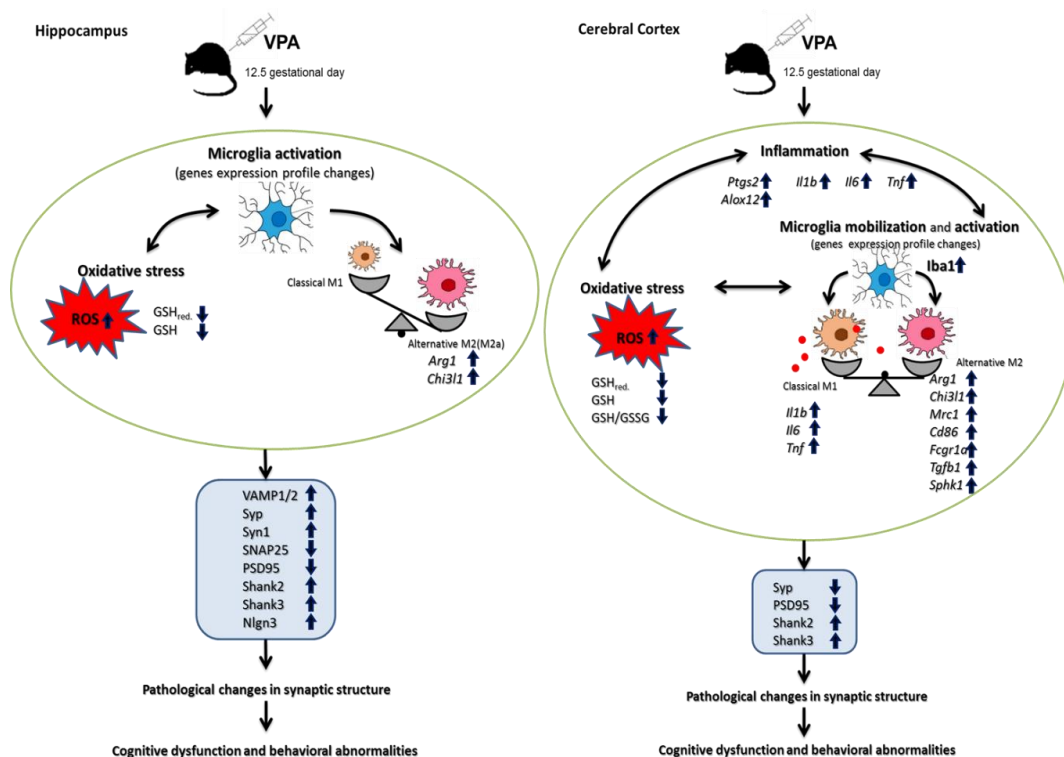 Hippocampus
VPA
12.5 gestational day
Microglia activation
(genes expression profile changes)
Oxidative stress
ROS
GSHred.
GSH
Classical M1
Alternative M2(M2a)
Arg1
Chi3l1
VAMP1/2
Syp
Syn1
SNAP25
PSD95
Shank2
Shank3
Nlgn3
Pathological changes in synaptic structure
Cognitive dysfunction and behavioral abnormalities
Cerebral Cortex
VPA
12.5 gestational day
Inflammation
Ptgs2 Il1b Il6 Tnf
Alox12
Microglia mobilization and activation
(genes expression profile changes)
Iba1
Oxidative stress
ROS
GSHred.
GSH
GSH/GSSG
Classical M1
Il1b
Il6
Tnf
Alternative M2
Arg1
Chi3l1
Mrc1
Cd86
Fcgr1a
Tgfb1
Sphk1
Syp
PSD95
Shank2
Shank3
Pathological changes in synaptic structure
Cognitive dysfunction and behavioral abnormalities